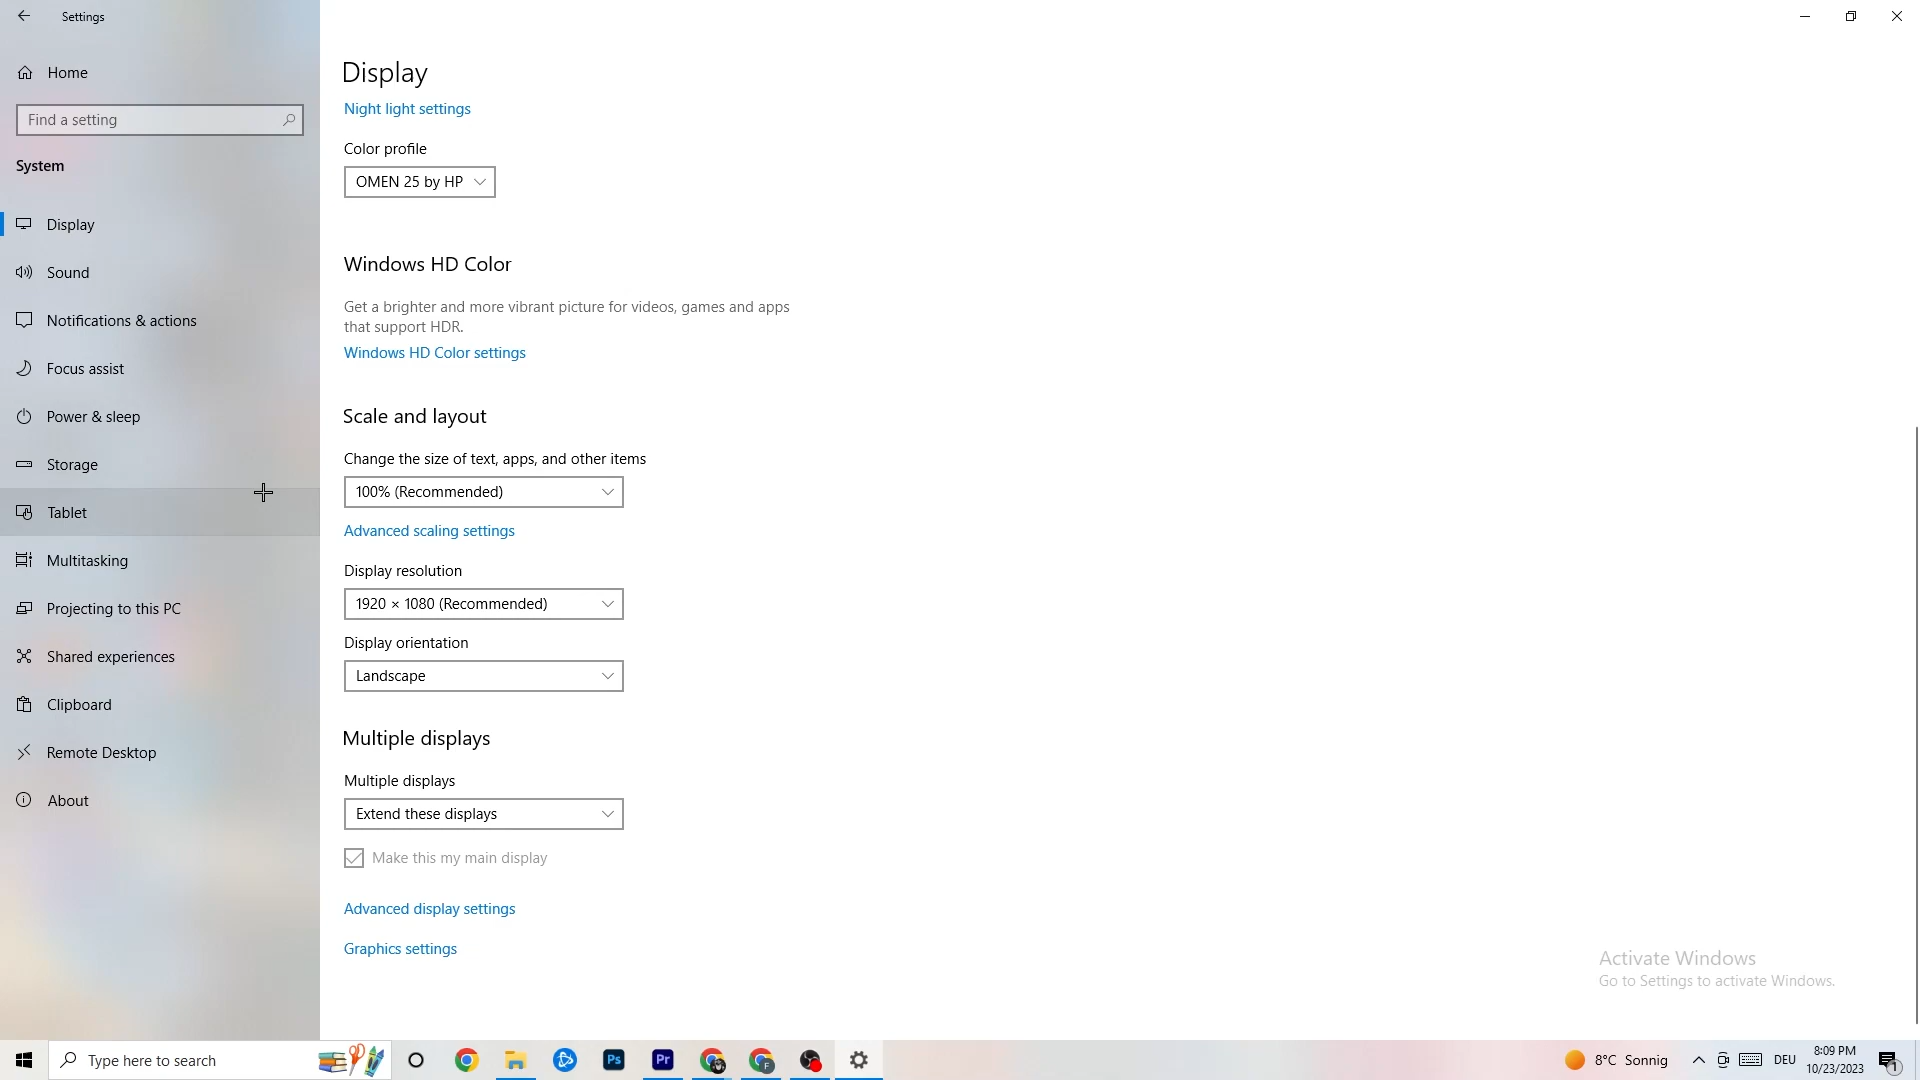 Settings
Home
Find a setting
System
Display
Sound
Notifications & actions
Focus assist
Power & sleep
Storage
Tablet
Multitasking
Projecting to this PC
Shared experiences
Clipboard
Remote Desktop
About
Display
Night light settings
Color profile
OMEN 25 by HP
Windows HD Color
Get a brighter and more vibrant picture for videos, games and apps
that support HDR.
Windows HD Color settings
Scale and layout
Change the size of text, apps, and other items
100% (Recommended)
Advanced scaling settings
Display resolution
1920 × 1080 (Recommended)
Display orientation
Landscape
Multiple displays
Multiple displays
Extend these displays
Make this my main display
Advanced display settings
Graphics settings
Activate Windows
Go to Settings to activate Windows.
Type here to search
Ps
Pr
F
8°C Sonnig
DEU
8:09 PM
10/23/2023
1